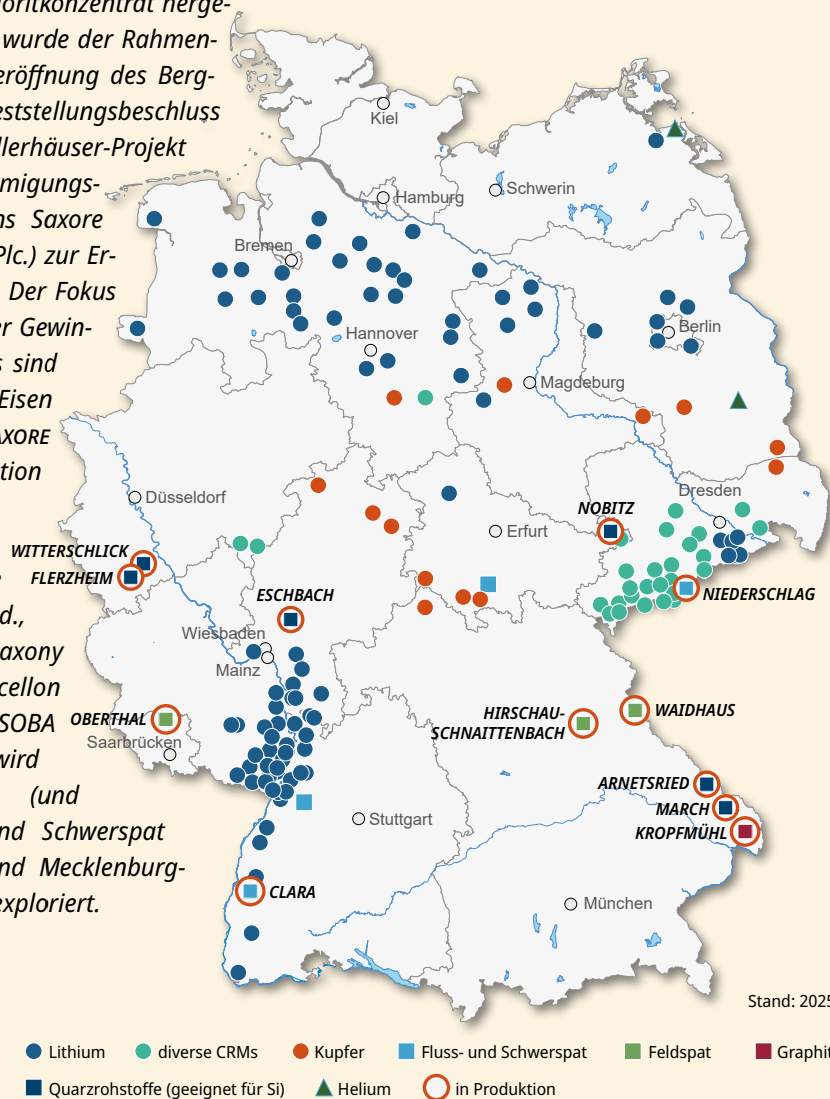 oritkonzentrat herge-
wurde der Rahmen-
eröffnung des Berg-
eststellungsbeschluss
llerhäuser-Projekt
migungs-
ns Saxore
Plc.) zur Er-
Der Fokus
er Gewin-
s sind
Eisen
AXORE
tion
d.,
axony
cellon
SOBA
wird
(und
nd Schwerspat
nd Mecklenburg-
exploriert.
Kiel
Hamburg
Schwerin
Bremen
Berlin
Hannover
Magdeburg
Düsseldorf
Dresden
NOBITZ
Erfurt
WITTERSCHLICK
FLERZHEIM
ESCHBACH
NIEDERSCHLAG
Wiesbaden
Mainz
OBERTHAL
Saarbrücken
HIRSCHAU-
SCHNAITTENBACH
WAIDHAUS
ARNETSRIED
MARCH
KROPFMÜHL
Stuttgart
CLARA
München
Stand: 2025
Lithium diverse CRMs Kupfer Fluss- und Schwerspat Feldspat Graphit
Quarzrohstoffe (geeignet für Si) Helium in Produktion